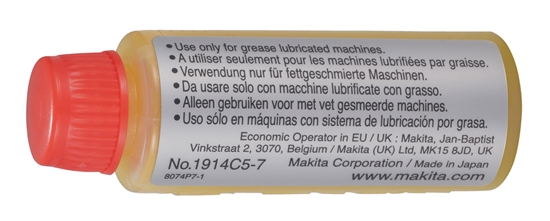 • Use only for grease lubricated machines.
• A utiliser seulement pour les machines lubrifiées par graisse.
• Verwendung nur für fettgeschmierte Maschinen.
• Da usare solo con macchine lubrificate con grasso.
• Alleen gebruiken voor met vet gesmeerde machines.
• Uso sólo en máquinas con sistema de lubricación por grasa.
Economic Operator in EU / UK : Makita, Jan-Baptist
Vinkstraat 2, 3070, Belgium / Makita (UK) Ltd, MK15 8JD, UK
No.1914C5-7 Makita Corporation / Made in Japan
8074P7-1 www.makita.com